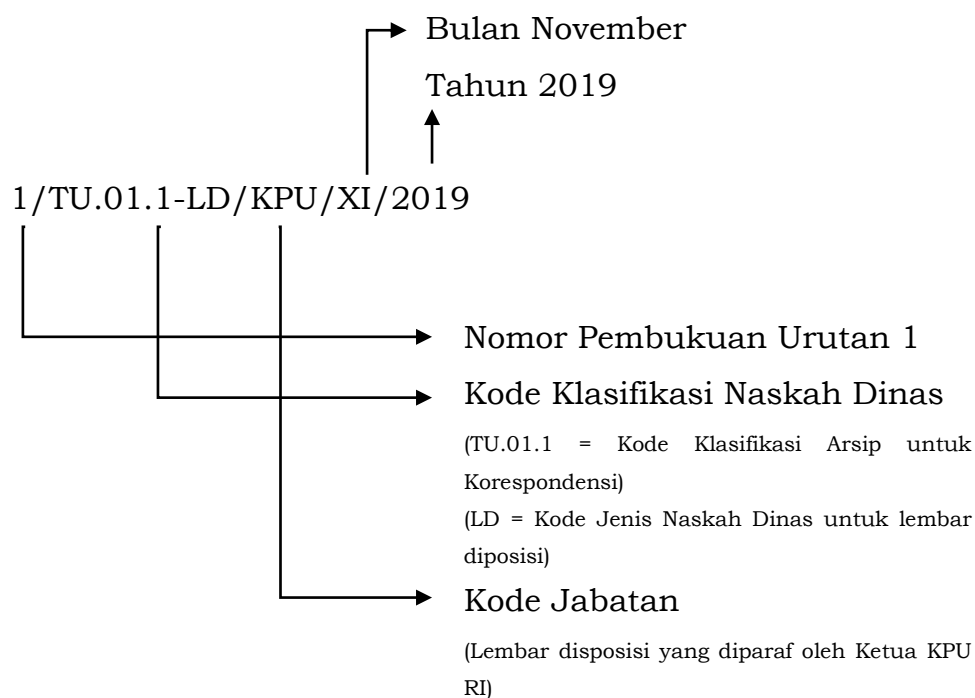 Bulan November
Tahun 2019
1/TU.01.1-LD/KPU/XI/2019
Nomor Pembukuan Urutan 1
Kode Klasifikasi Naskah Dinas
(TU.01.1 = Kode Klasifikasi Arsip untuk
Korespondensi)
(LD = Kode Jenis Naskah Dinas untuk lembar
diposisi)
Kode Jabatan
(Lembar disposisi yang diparaf oleh Ketua KPU
RI)